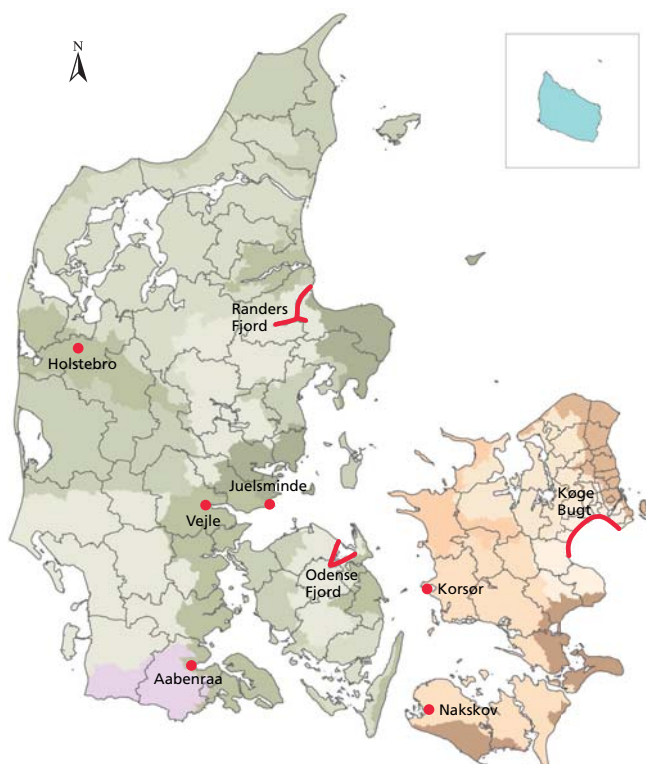 N
Randers
Fjord
Holstebro
Juelsminde
Vejle
Køge
Bugt
Odense
Fjord
Korsør
Aabenraa
Nakskov